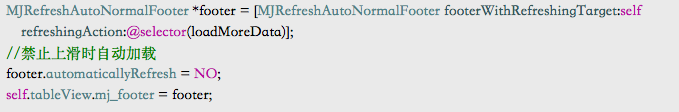 MJRefreshAutoNormalFooter *footer = [MJRefreshAutoNormalFooter footerWithRefreshingTarget:self
refreshingAction:@selector(loadMoreData)];
//禁止上滑时自动加载
footer.automaticallyRefresh = NO;
self.tableView.mj_footer = footer;